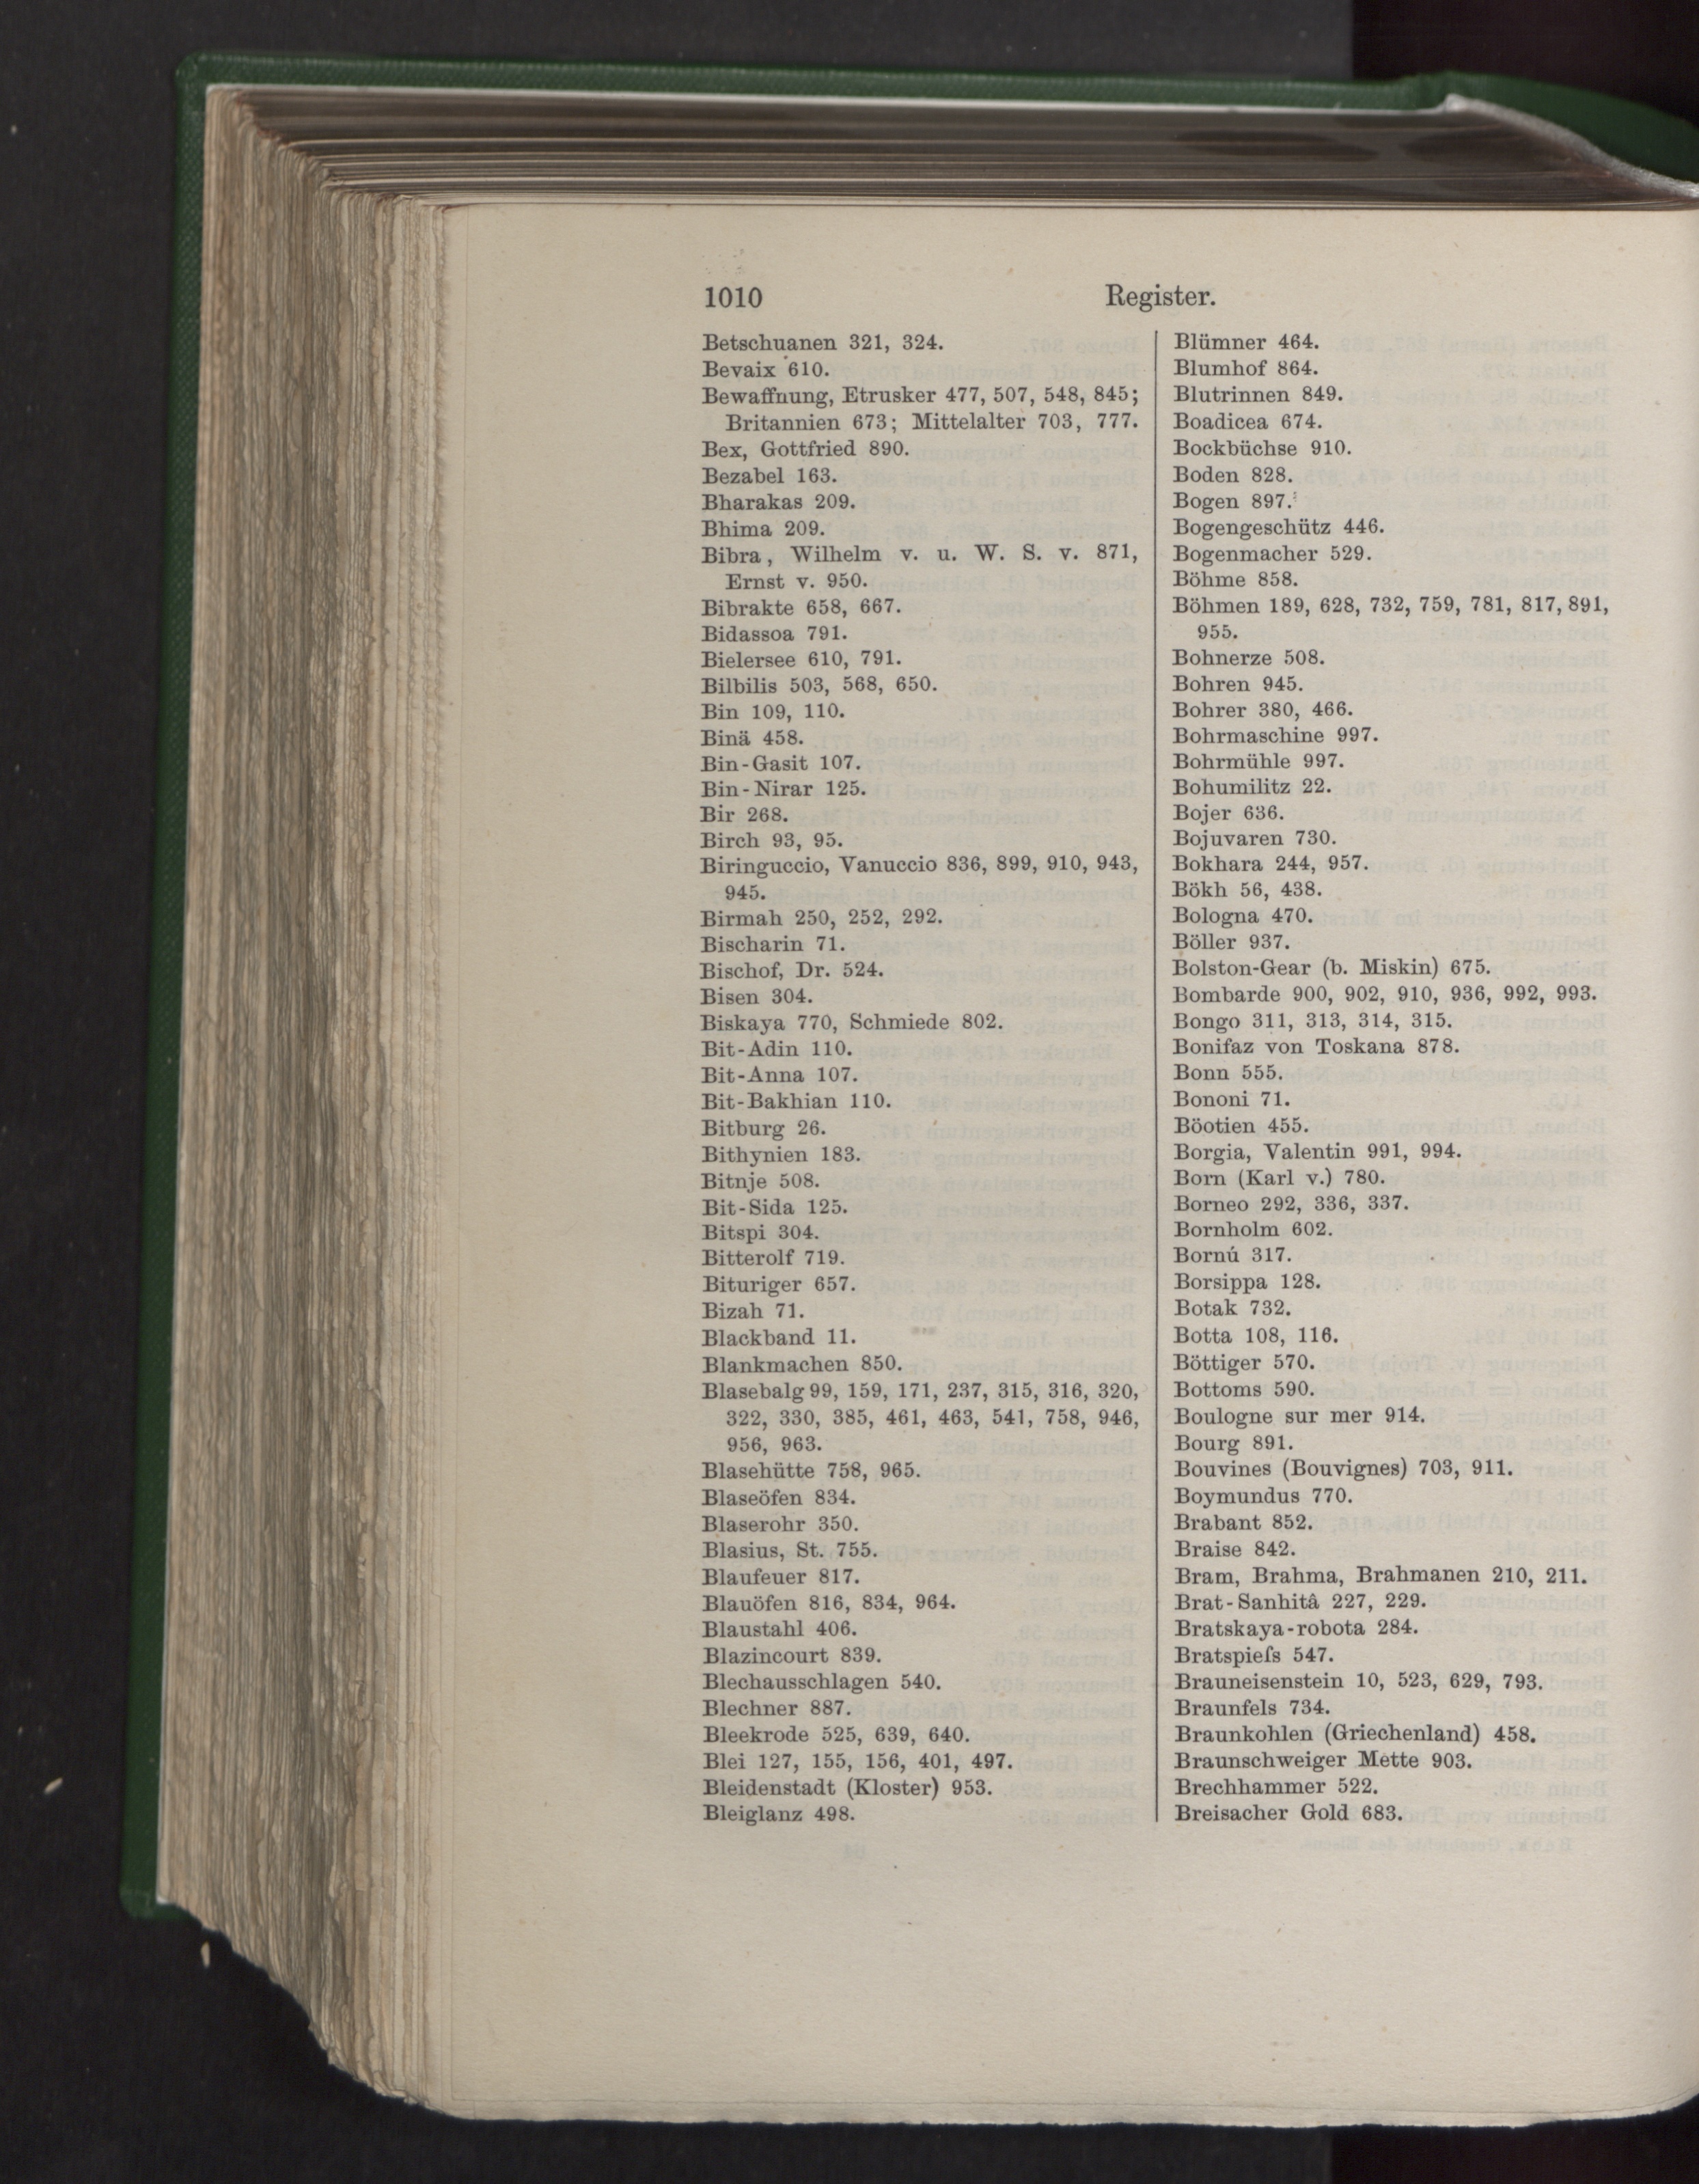 1010 Register.
Betschuanen 321, 324.
Bevaix 610.
Bewaffnung, Etrusker 477, 507, 548, 845;
Britannien 673; Mittelalter 703, 777.
Bex, Gottfried 890.
Bezabel 163.
Bharakas 209.
Bhima 209.
Bibra, Wilhelm v. u. W. S. v. 871,
Ernst v. 950.
Bibrakte 658, 667.
Bidassoa 791.
Bielersee 610, 791.
Bilbilis 503, 568, 650.
Bin 109, 110.
Binä 458.
Bin-Gasit 107.
Bin-Nirar 125.
Bir 268.
Birch 93, 95.
Biringuccio, Vanuccio 836, 899, 910, 943,
945.
Birmah 250, 252, 292.
Bischarin 71.
Bischof, Dr. 524.
Bisen 304.
Biskaya 770, Schmiede 802.
Bit-Adin 110.
Bit-Anna 107.
Bit-Bakhian 110.
Bitburg 26.
Bithynien 183.
Bitnje 508.
Bit-Sida 125.
Bitspi 304.
Bitterolf 719.
Bituriger 657.
Bizah 71.
Blackband 11.
Blankmachen 850.
Blasebalg 99, 159, 171, 237, 315, 316, 320,
322, 330, 385, 461, 463, 541, 758, 946,
956, 963.
Blasehütte 758, 965.
Blaseöfen 834.
Blaserohr 350.
Blasius, St. 755.
Blaufeuer 817.
Blauöfen 816, 834, 964.
Blaustahl 406.
Blazincourt 839.
Blechausschlagen 540.
Blechner 887.
Bleekrode 525, 639, 640.
Blei 127, 155, 156, 401, 497.
Bleidenstadt (Kloster) 953.
Bleiglanz 498.
Blümner 464.
Blumhof 864.
Blutrinnen 849.
Boadicea 674.
Bockbüchse 910.
Boden 828.
Bogen 897.
Bogengeschütz 446.
Bogenmacher 529.
Böhme 858.
Böhmen 189, 628, 732, 759, 781, 817, 891,
955.
Bohnerze 508.
Bohren 945.
Bohrer 380, 466.
Bohrmaschine 997.
Bohrmühle 997.
Bohumilitz 22.
Bojer 636.
Bojuvaren 730.
Bokhara 244, 957.
Bökh 56, 438.
Bologna 470.
Böller 937.
Bolston-Gear (b. Miskin) 675.
Bombarde 900, 902, 910, 936, 992, 993.
Bongo 311, 313, 314, 315.
Bonifaz von Toskana 878.
Bonn 555.
Bononi 71.
Böotien 455.
Borgia, Valentin 991, 994.
Born (Karl v.) 780.
Borneo 292, 336, 337.
Bornholm 602.
Bornú 317.
Borsippa 128.
Botak 732.
Botta 108, 116.
Böttiger 570.
Bottoms 590.
Boulogne sur mer 914.
Bourg 891.
Bouvines (Bouvignes) 703, 911.
Boymundus 770.
Brabant 852.
Braise 842.
Bram, Brahma, Brahmanen 210, 211.
Brat-Sanhitâ 227, 229.
Bratskaya-robota 284.
Bratspieſs 547.
Brauneisenstein 10, 523, 629, 793.
Braunfels 734.
Braunkohlen (Griechenland) 458.
Braunschweiger Mette 903.
Brechhammer 522.
Breisacher Gold 683.